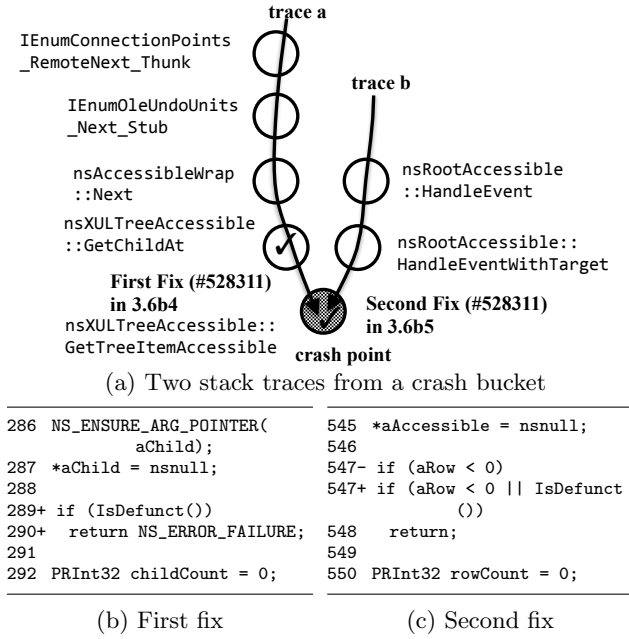 trace a
IEnumConnectionPoints
_RemoteNext_Thunk
trace b
IEnumOleUndoUnits
_Next_Stub
nsAccessibleWrap
::Next
nsRootAccessible
::HandleEvent
nsXULTreeAccessible
::GetChildAt
nsRootAccessible::
HandleEventWithTarget
First Fix (#528311)
in 3.6b4
Second Fix (#528311)
in 3.6b5
nsXULTreeAccessible::
GetTreeItemAccessible
crash point
(a) Two stack traces from a crash bucket
286 NS_ENSURE_ARG_POINTER(
aChild);
287 *aChild = nsnull;
288
289+ if (IsDefunct())
290+ return NS_ERROR_FAILURE;
291
292 PRInt32 childCount = 0;
(b) First fix
545 *aAccessible = nsnull;
546
547- if (aRow < 0)
547+ if (aRow < 0 || IsDefunct
())
548 return;
549
550 PRInt32 rowCount = 0;
(c) Second fix